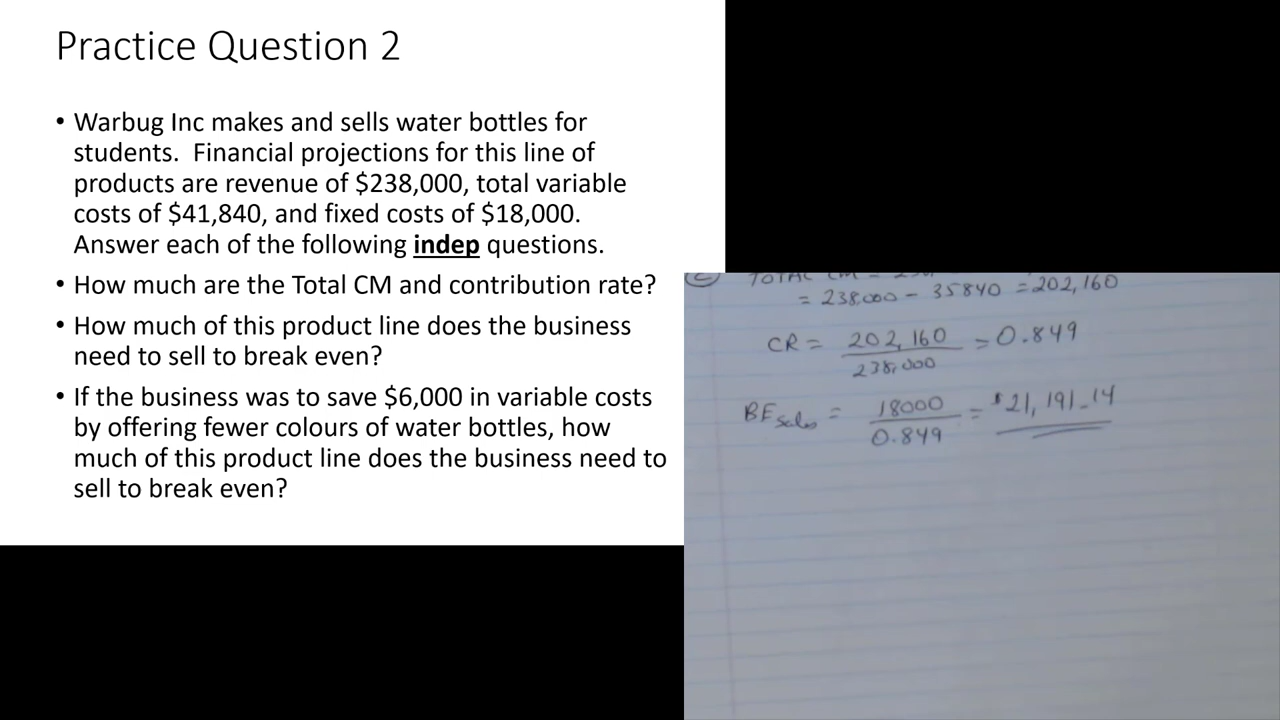 Practice Question 2
• Warbug Inc makes and sells water bottles for
students. Financial projections for this line of
products are revenue of $238,000, total variable
costs of $41,840, and fixed costs of $18,000.
Answer each of the following indep questions.
• How much are the Total CM and contribution rate?
• How much of this product line does the business
need to sell to break even?
• If the business was to save $6,000 in variable costs
by offering fewer colours of water bottles, how
much of this product line does the business need to
sell to break even?
TOTAL CM =
= 238000 - 35840 = 202,160
CR = 202,160 / 238,000 = 0.849
BE Sales = 18000 / 0.849 = $21,191.14